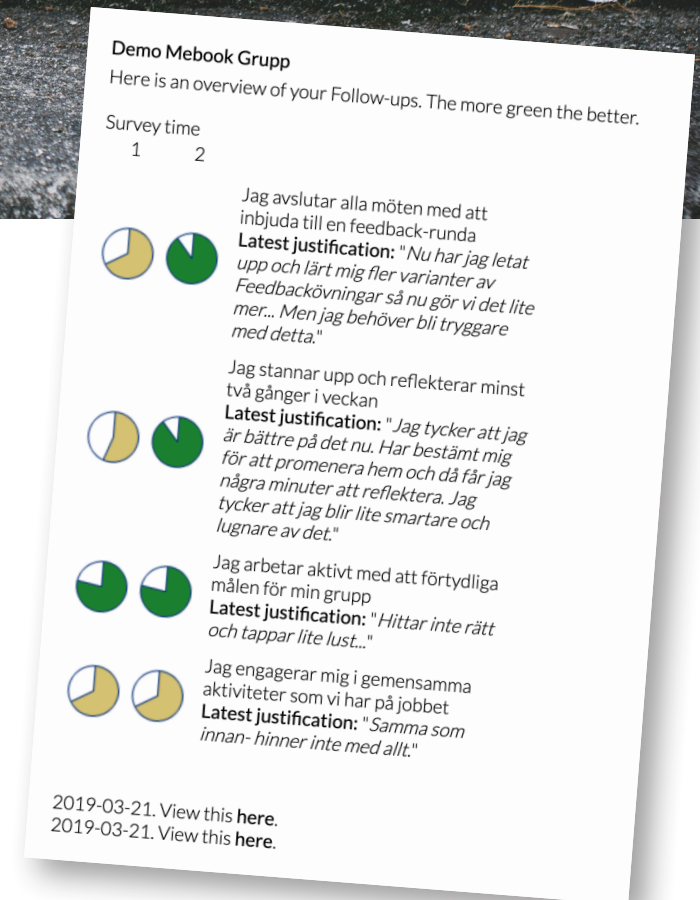 Demo Mebook Grupp
Here is an overview of your Follow-ups. The more green the better.
Survey time
1 2
Jag avslutar alla möten med att
inbjuda till en feedback-runda
Latest justification: "Nu har jag letat
upp och lärt mig fler varianter av
Feedbackövningar så nu gör vi det lite
mer... Men jag behöver bli tryggare
med detta."
Jag stannar upp och reflekterar minst
två gånger i veckan
Latest justification: "Jag tycker att jag
är bättre på det nu. Har bestämt mig
för att promenera hem och då får jag
några minuter att reflektera. Jag
tycker att jag blir lite smartare och
lugnare av det."
Jag arbetar aktivt med att förtydliga
målen för min grupp
Latest justification: "Hittar inte rätt
och tappar lite lust..."
Jag engagerar mig i gemensamma
aktiviteter som vi har på jobbet
Latest justification: "Samma som
innan- hinner inte med allt."
2019-03-21. View this here.
2019-03-21. View this here.